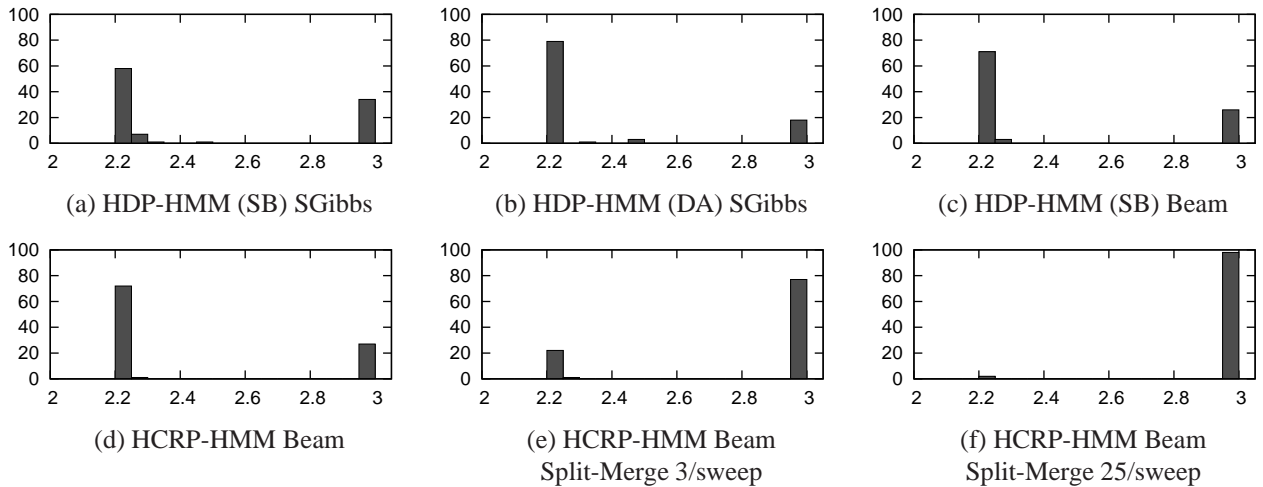 100
80
60
40
20
0
2 2.2 2.4 2.6 2.8 3
(a) HDP-HMM (SB) SGibbs
100
80
60
40
20
0
2 2.2 2.4 2.6 2.8 3
(b) HDP-HMM (DA) SGibbs
100
80
60
40
20
0
2 2.2 2.4 2.6 2.8 3
(c) HDP-HMM (SB) Beam
100
80
60
40
20
0
2 2.2 2.4 2.6 2.8 3
(d) HCRP-HMM Beam
100
80
60
40
20
0
2 2.2 2.4 2.6 2.8 3
(e) HCRP-HMM Beam
Split-Merge 3/sweep
100
80
60
40
20
0
2 2.2 2.4 2.6 2.8 3
(f) HCRP-HMM Beam
Split-Merge 25/sweep